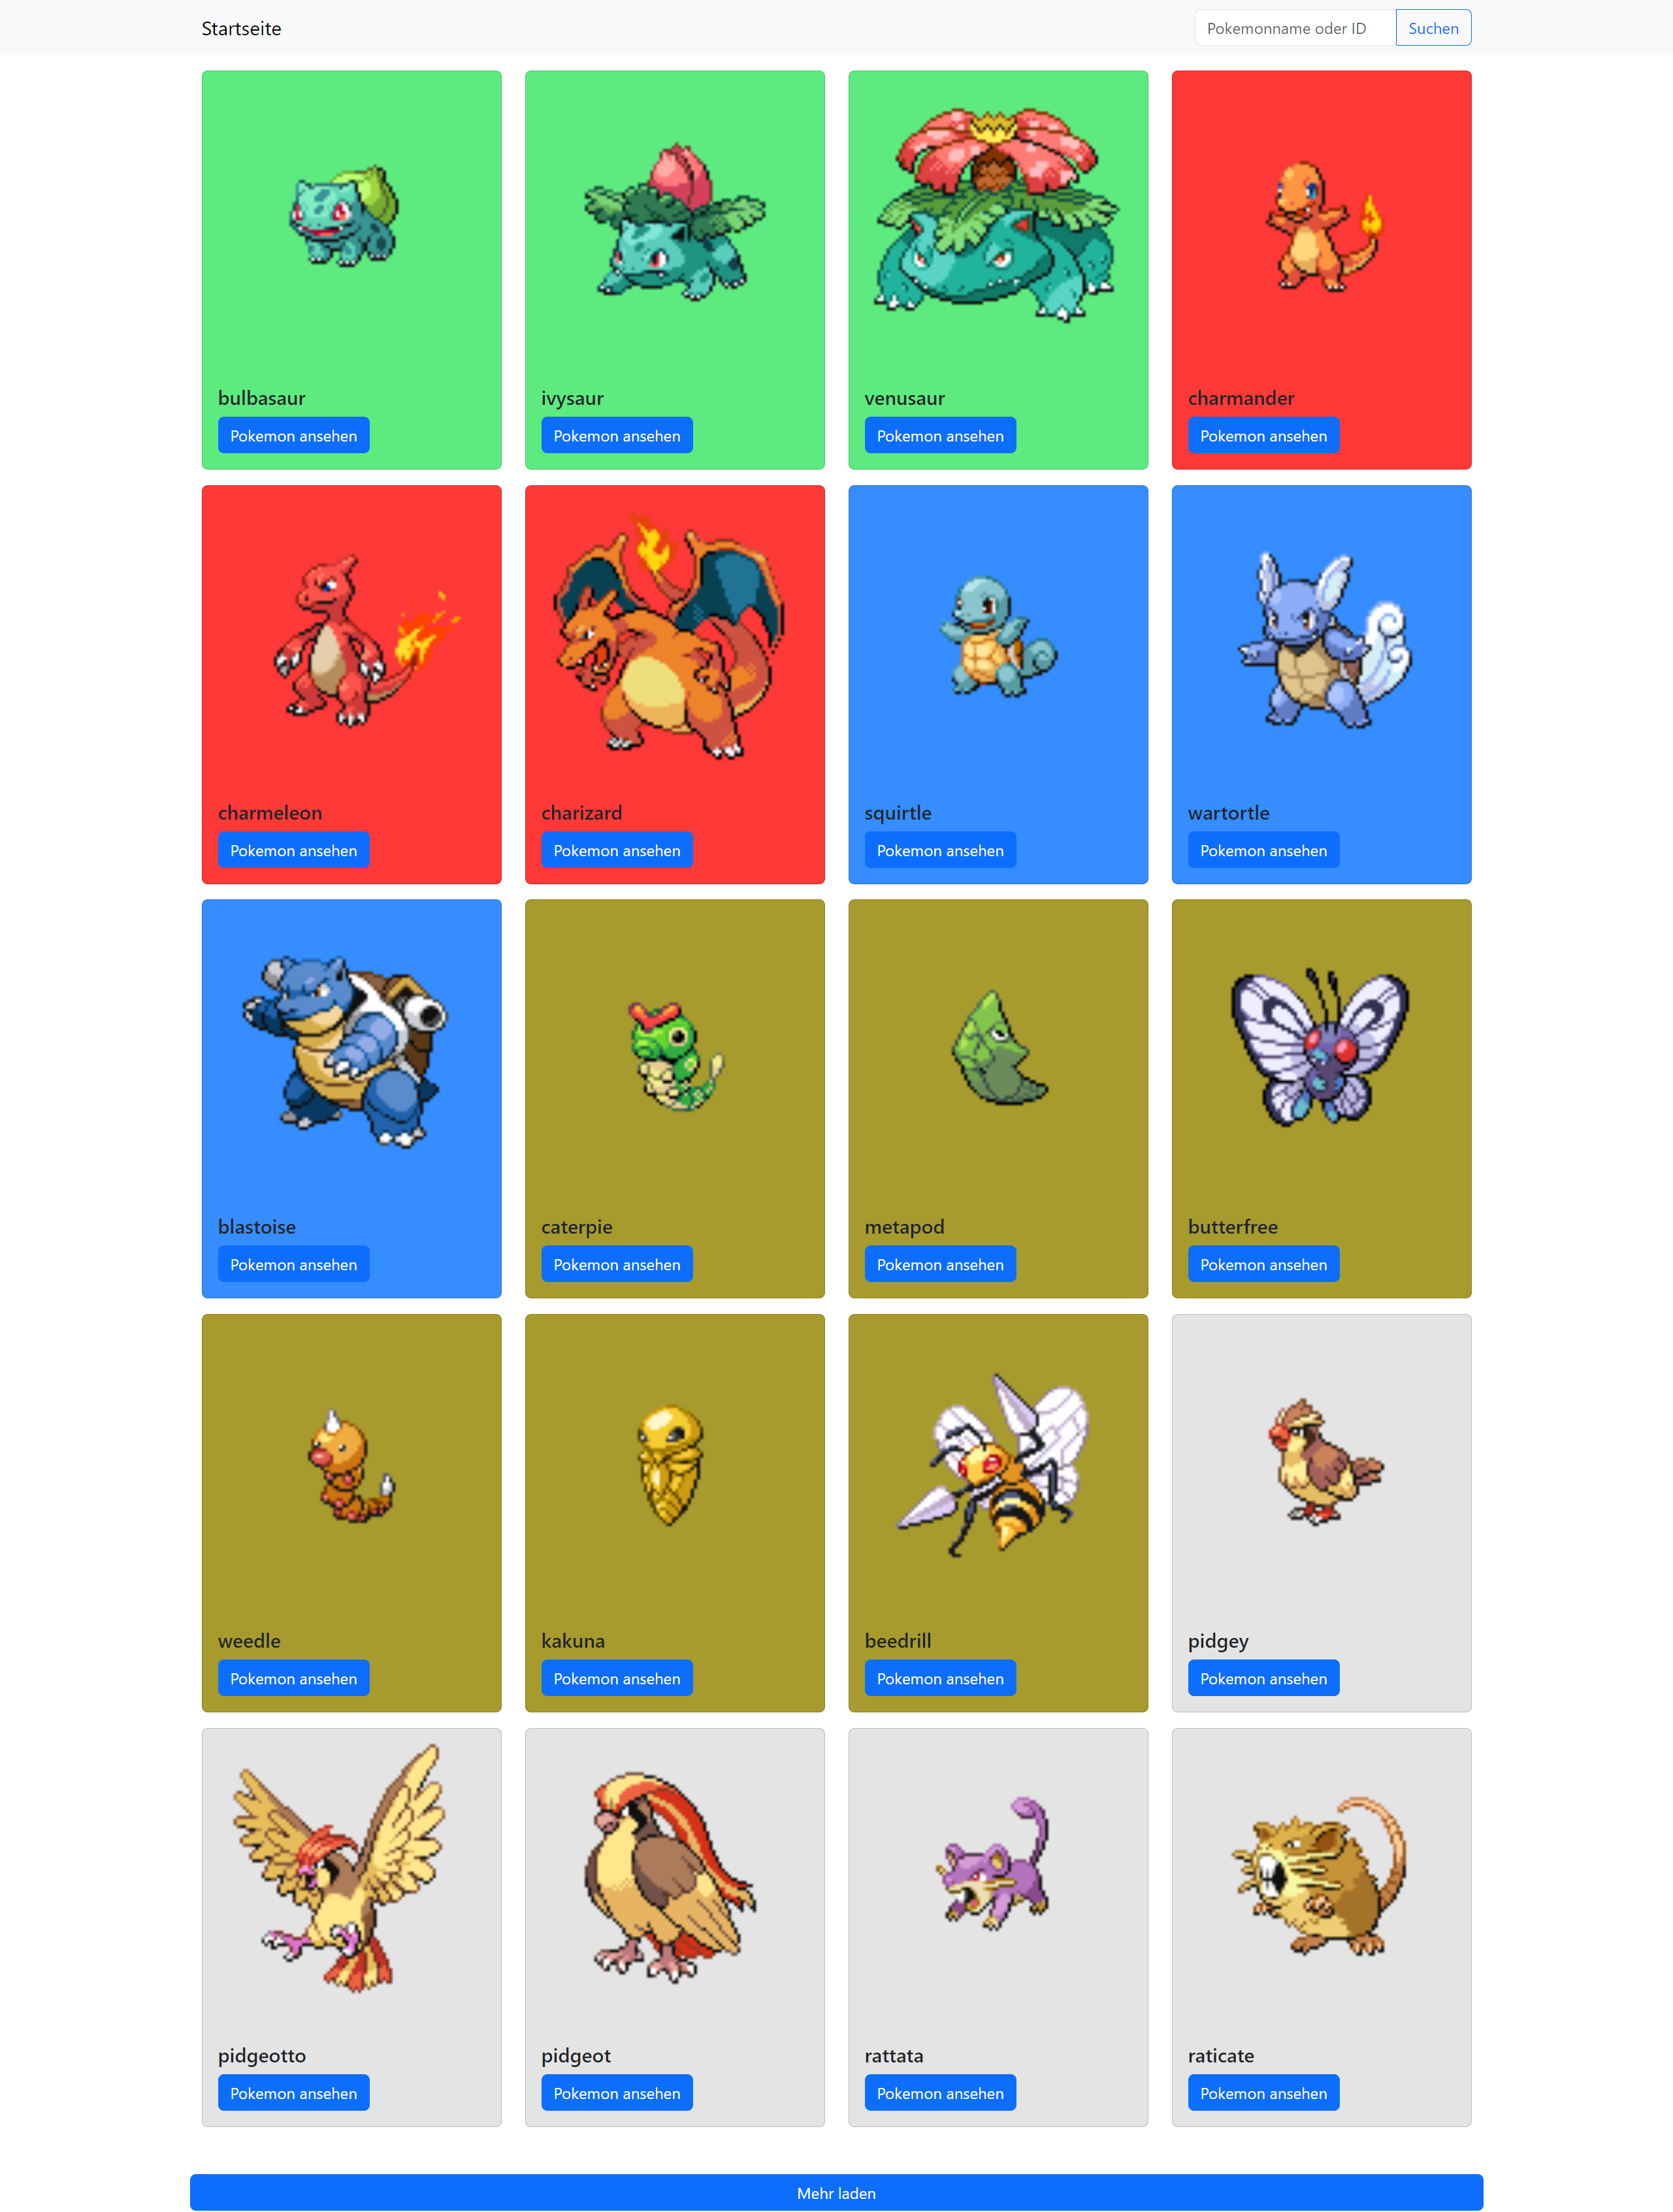 Startseite
Pokemonname oder ID
Suchen
bulbasaur
Pokemon ansehen
ivysaur
Pokemon ansehen
venusaur
Pokemon ansehen
charmander
Pokemon ansehen
charmeleon
Pokemon ansehen
charizard
Pokemon ansehen
squirtle
Pokemon ansehen
wartortle
Pokemon ansehen
blastoise
Pokemon ansehen
caterpie
Pokemon ansehen
metapod
Pokemon ansehen
butterfree
Pokemon ansehen
weedle
Pokemon ansehen
kakuna
Pokemon ansehen
beedrill
Pokemon ansehen
pidgey
Pokemon ansehen
pidgeotto
Pokemon ansehen
pidgeot
Pokemon ansehen
rattata
Pokemon ansehen
raticate
Pokemon ansehen
Mehr laden